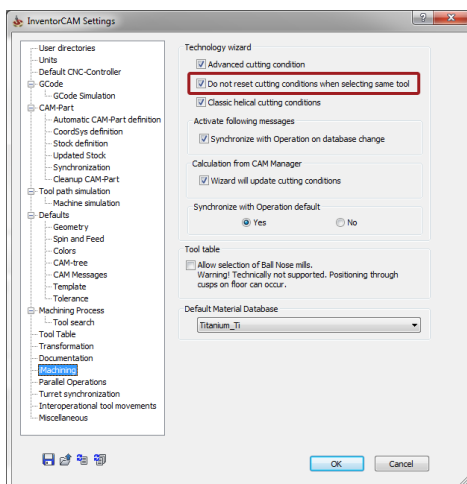 InventorCAM Settings
User directories
Units
Default CNC-Controller
GCode
GCode Simulation
CAM-Part
Automatic CAM-Part definition
CoordSys definition
Stock definition
Updated Stock
Synchronization
Cleanup CAM-Part
Tool path simulation
Machine simulation
Defaults
Geometry
Spin and Feed
Colors
CAM-tree
CAM Messages
Template
Tolerance
Machining Process
Tool search
Tool Table
Transformation
Documentation
iMachining
Parallel Operations
Turret synchronization
Interoperational tool movements
Miscellaneous
Technology wizard
Advanced cutting condition
Do not reset cutting conditions when selecting same tool
Classic helical cutting conditions
Activate following messages
Synchronize with Operation on database change
Calculation from CAM Manager
Wizard will update cutting conditions
Synchronize with Operation default
Yes No
Tool table
Allow selection of Ball Nose mills.
Warning! Technically not supported. Positioning through
cusps on floor can occur.
Default Material Database
Titanium_Ti
OK Cancel